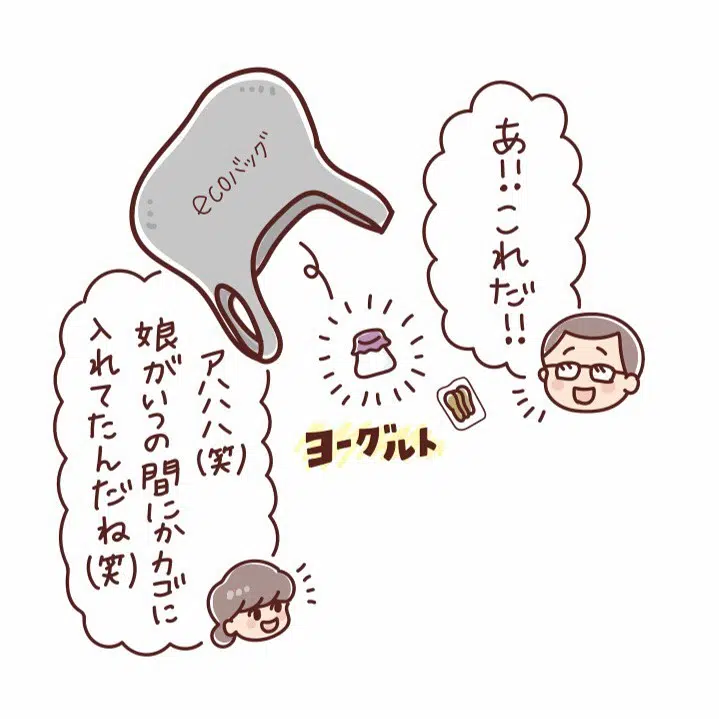 ecoバッグ
あ!!これだ!!
ヨーグルト
アハハハ(笑)
娘がいつの間にかカゴに
入れてたんだね(笑)